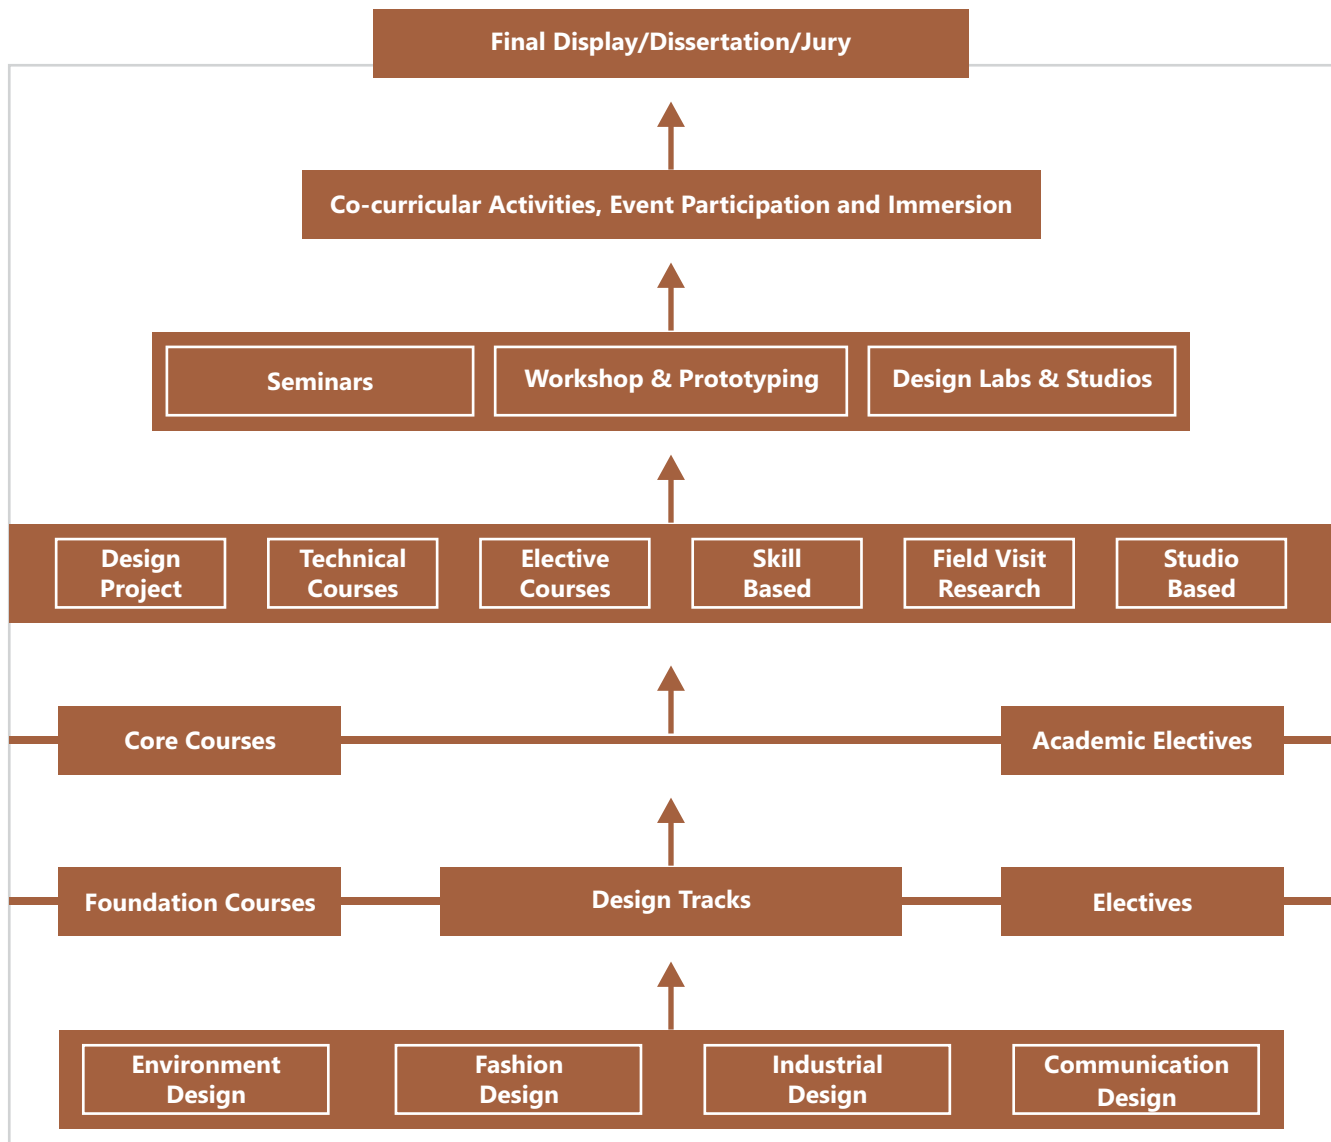 Final Display/Dissertation/Jury
Co-curricular Activities, Event Participation and Immersion
Seminars
Workshop & Prototyping
Design Labs & Studios
Design
Project
Technical
Courses
Elective
Courses
Skill
Based
Field Visit
Research
Studio
Based
Core Courses
Academic Electives
Foundation Courses
Design Tracks
Electives
Environment
Design
Fashion
Design
Industrial
Design
Communication
Design